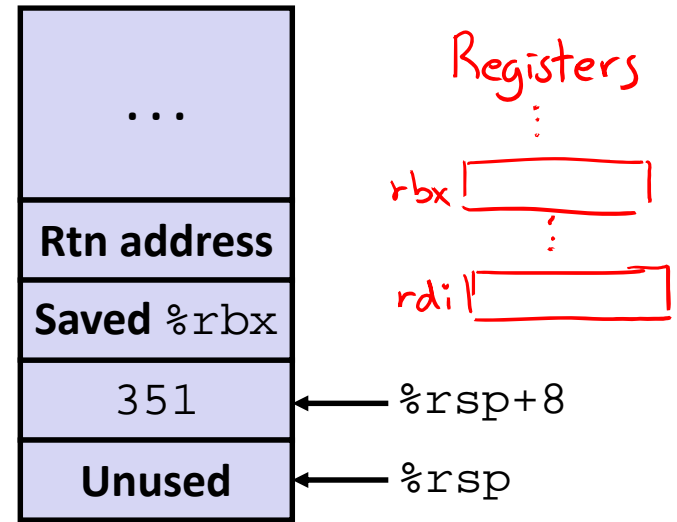 Registers
...
rbx
Rtn address
Saved %rbx
rdi
351
%rsp+8
Unused
%rsp